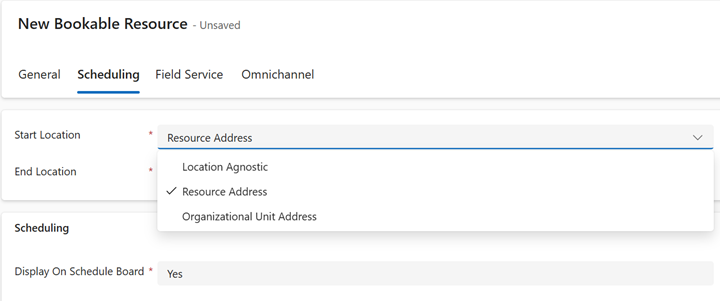 New Bookable Resource - Unsaved
General Scheduling Field Service Omnichannel
Start Location * Resource Address
Location Agnostic
End Location *
Resource Address
Organizational Unit Address
Scheduling
Display On Schedule Board * Yes